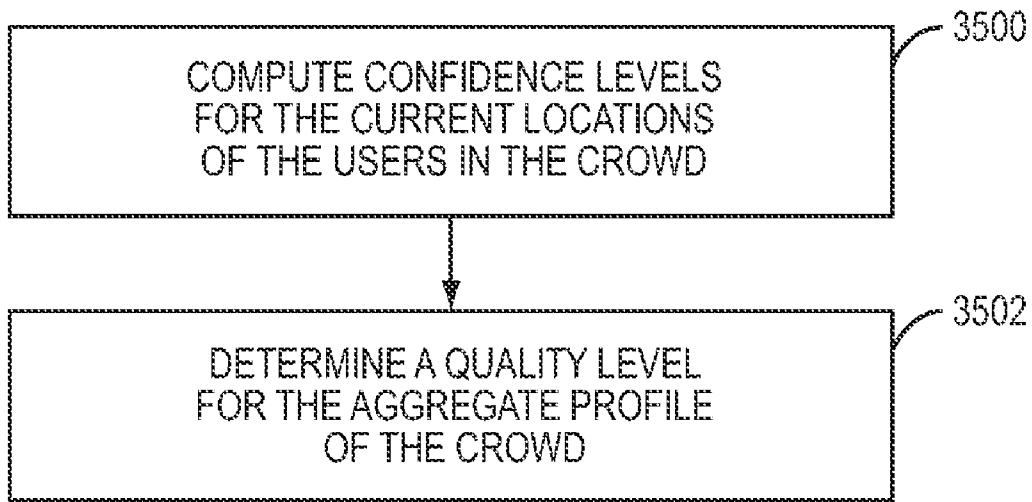 3500
COMPUTE CONFIDENCE LEVELS
FOR THE CURRENT LOCATIONS
OF THE USERS IN THE CROWD
3502
DETERMINE A QUALITY LEVEL
FOR THE AGGREGATE PROFILE
OF THE CROWD